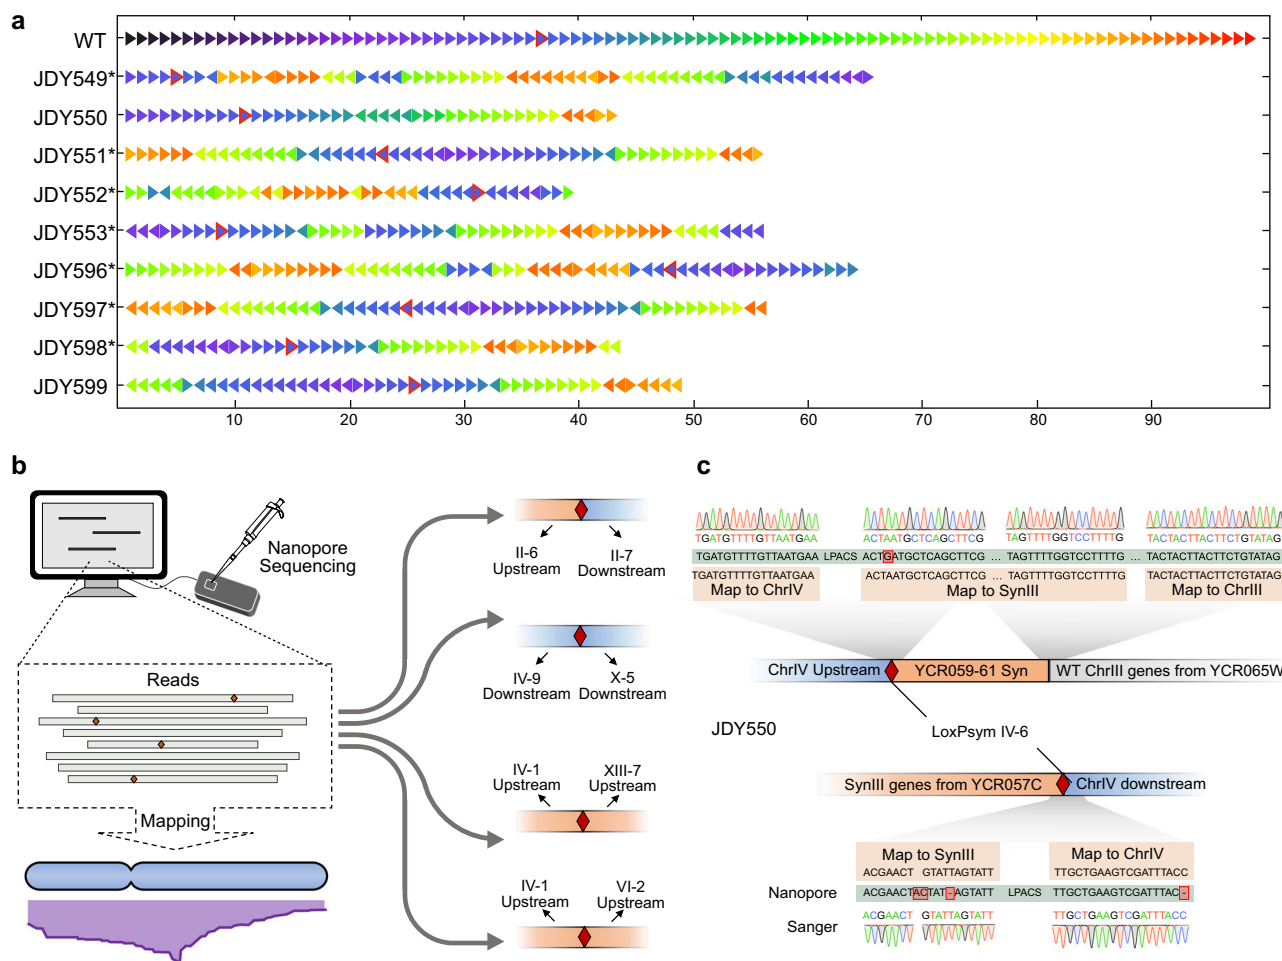 a
WT
JDY549*
JDY550
JDY551*
JDY552*
JDY553*
JDY596*
JDY597*
JDY598*
JDY599
10 20 30 40 50 60 70 80 90
b
Nanopore
Sequencing
Reads
Mapping
II-6
Upstream
II-7
Downstream
IV-9
Downstream
X-5
Downstream
IV-1
Upstream
XIII-7
Upstream
IV-1
Upstream
VI-2
Upstream
c
TGATGTTTTGTTAATGAA ACTAATGCTCAGCTTCG TAGTTTTGGTCCTTTTG TACTACTTACTTCTGTATAG
TGATGTTTTGTTAATGAA LPACS ACTGATGCTCAGCTTCG ... TAGTTTTGGTCCTTTTG - TACTACTTACTTCTGTATAG
TGATGTTTTGTTAATGAA ACTAATGCTCAGCTTCG ... TAGTTTTGGTCCTTTTG TACTACTTACTTCTGTATAG
Map to ChrIV Map to SynIII Map to ChrIII
ChrIV Upstream YCR059-61 Syn WT ChrIII genes from YCR065W
JDY550
LoxPsym IV-6
SynIII genes from YCR057C ChrIV downstream
Map to SynIII Map to ChrIV
ACGAACT GTATTAGTATT TTGCTGAAGTCGATTTACC
Nanopore ACGAACTACTAT-AGTATT LPACS TTGCTGAAGTCGATTTAC-
Sanger ACGAACT GTATTAGTATT TTGCTGAAGTCGATTTACC